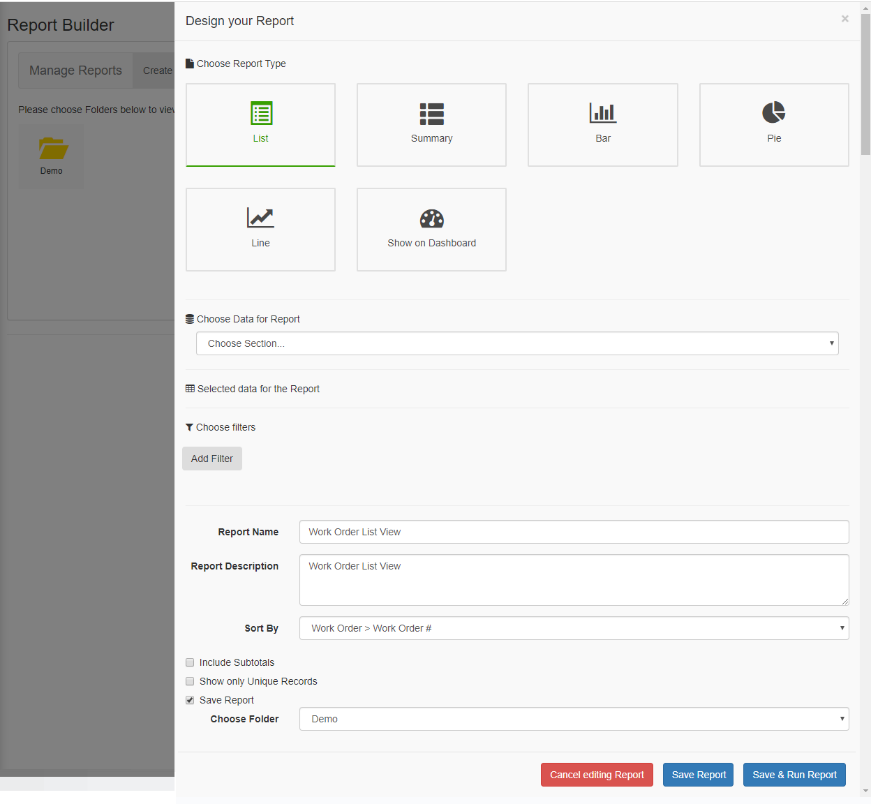 Report Builder
Design your Report
×
Manage Reports
Create
Please choose Folders below to view
Demo
Choose Report Type
List
Summary
Bar
Pie
Line
Show on Dashboard
Choose Data for Report
Choose Section...
Selected data for the Report
Choose filters
Add Filter
Report Name
Work Order List View
Report Description
Work Order List View
Sort By
Work Order > Work Order #
Include Subtotals
Show only Unique Records
Save Report
Choose Folder
Demo
Cancel editing Report
Save Report
Save & Run Report